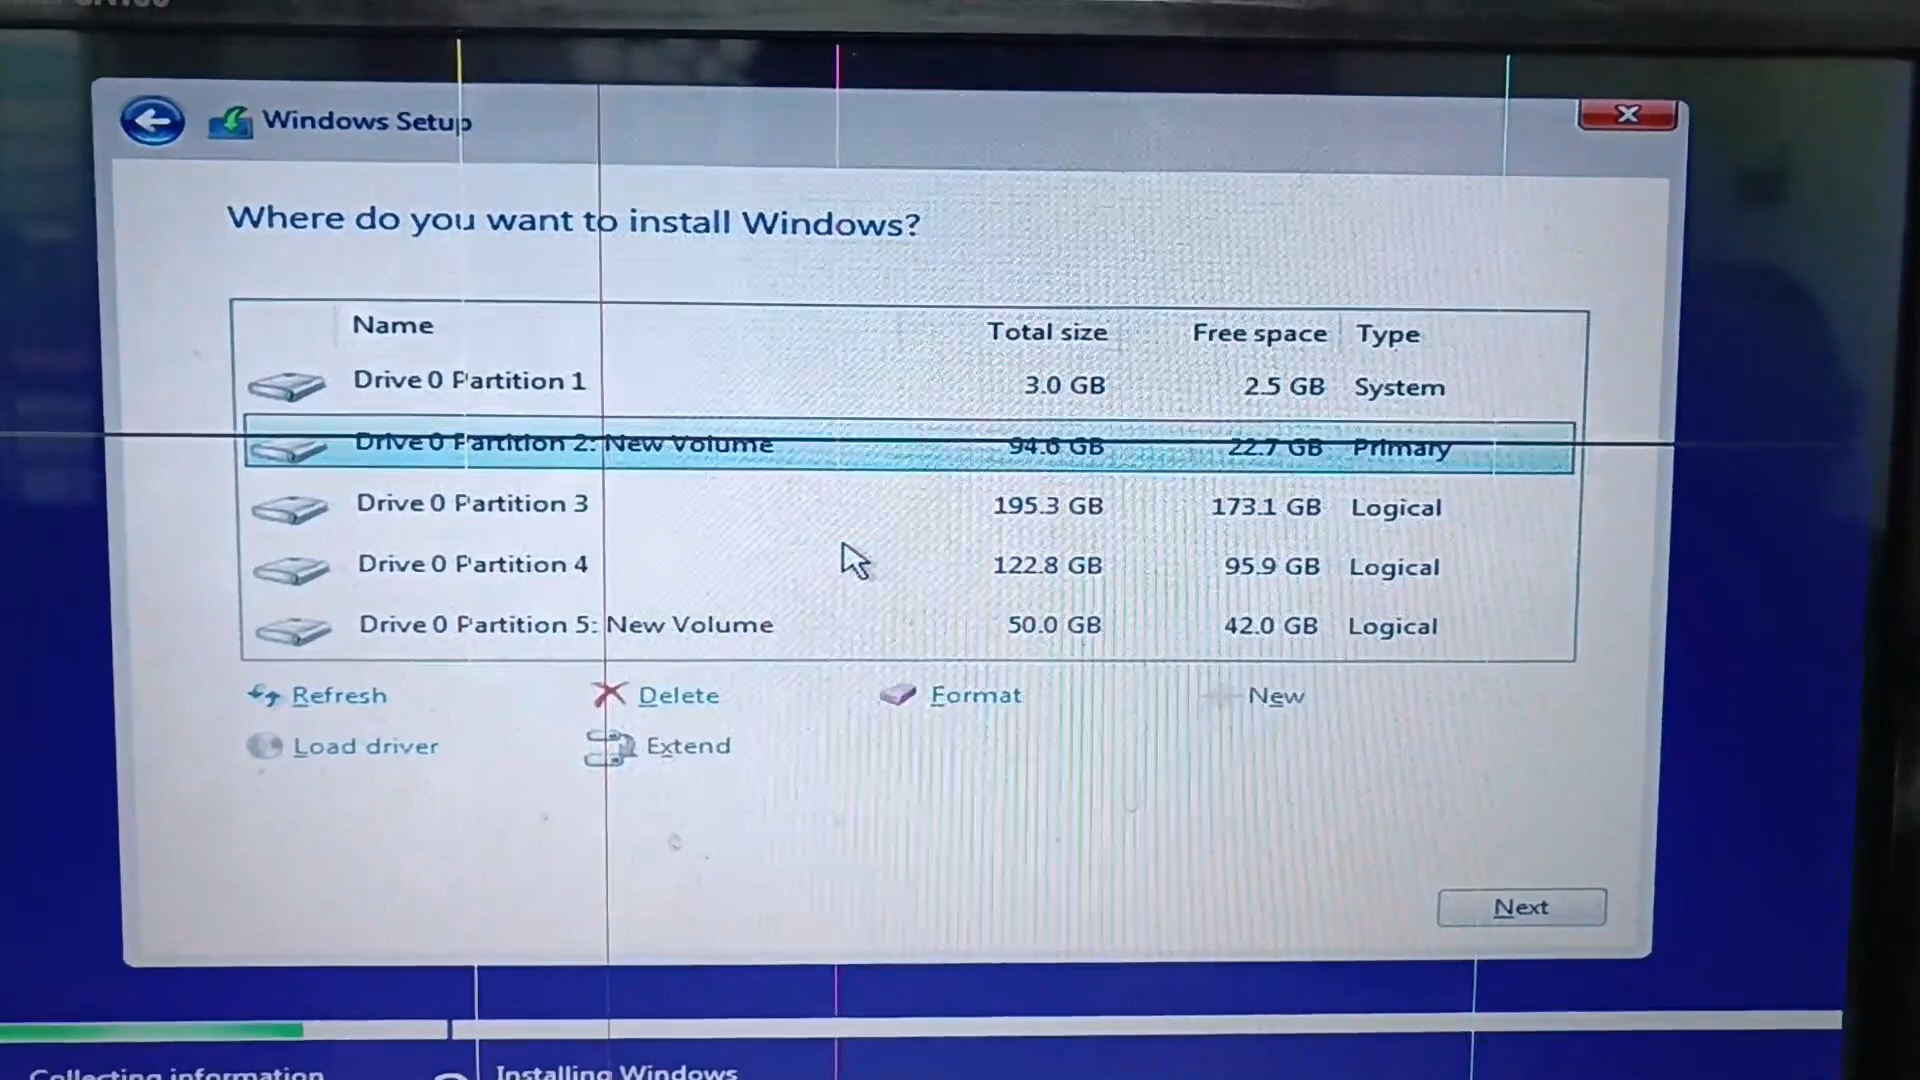 Windows Setup
Where do you want to install Windows?
Name Total size Free space Type
Drive 0 Partition 1 3.0 GB 2.5 GB System
Drive 0 Partition 2: New Volume 94.6 GB 22.7 GB Primary
Drive 0 Partition 3 195.3 GB 173.1 GB Logical
Drive 0 Partition 4 122.8 GB 95.9 GB Logical
Drive 0 Partition 5: New Volume 50.0 GB 42.0 GB Logical
Refresh Delete Format New
Load driver Extend
Next
Collecting information Installing Windows